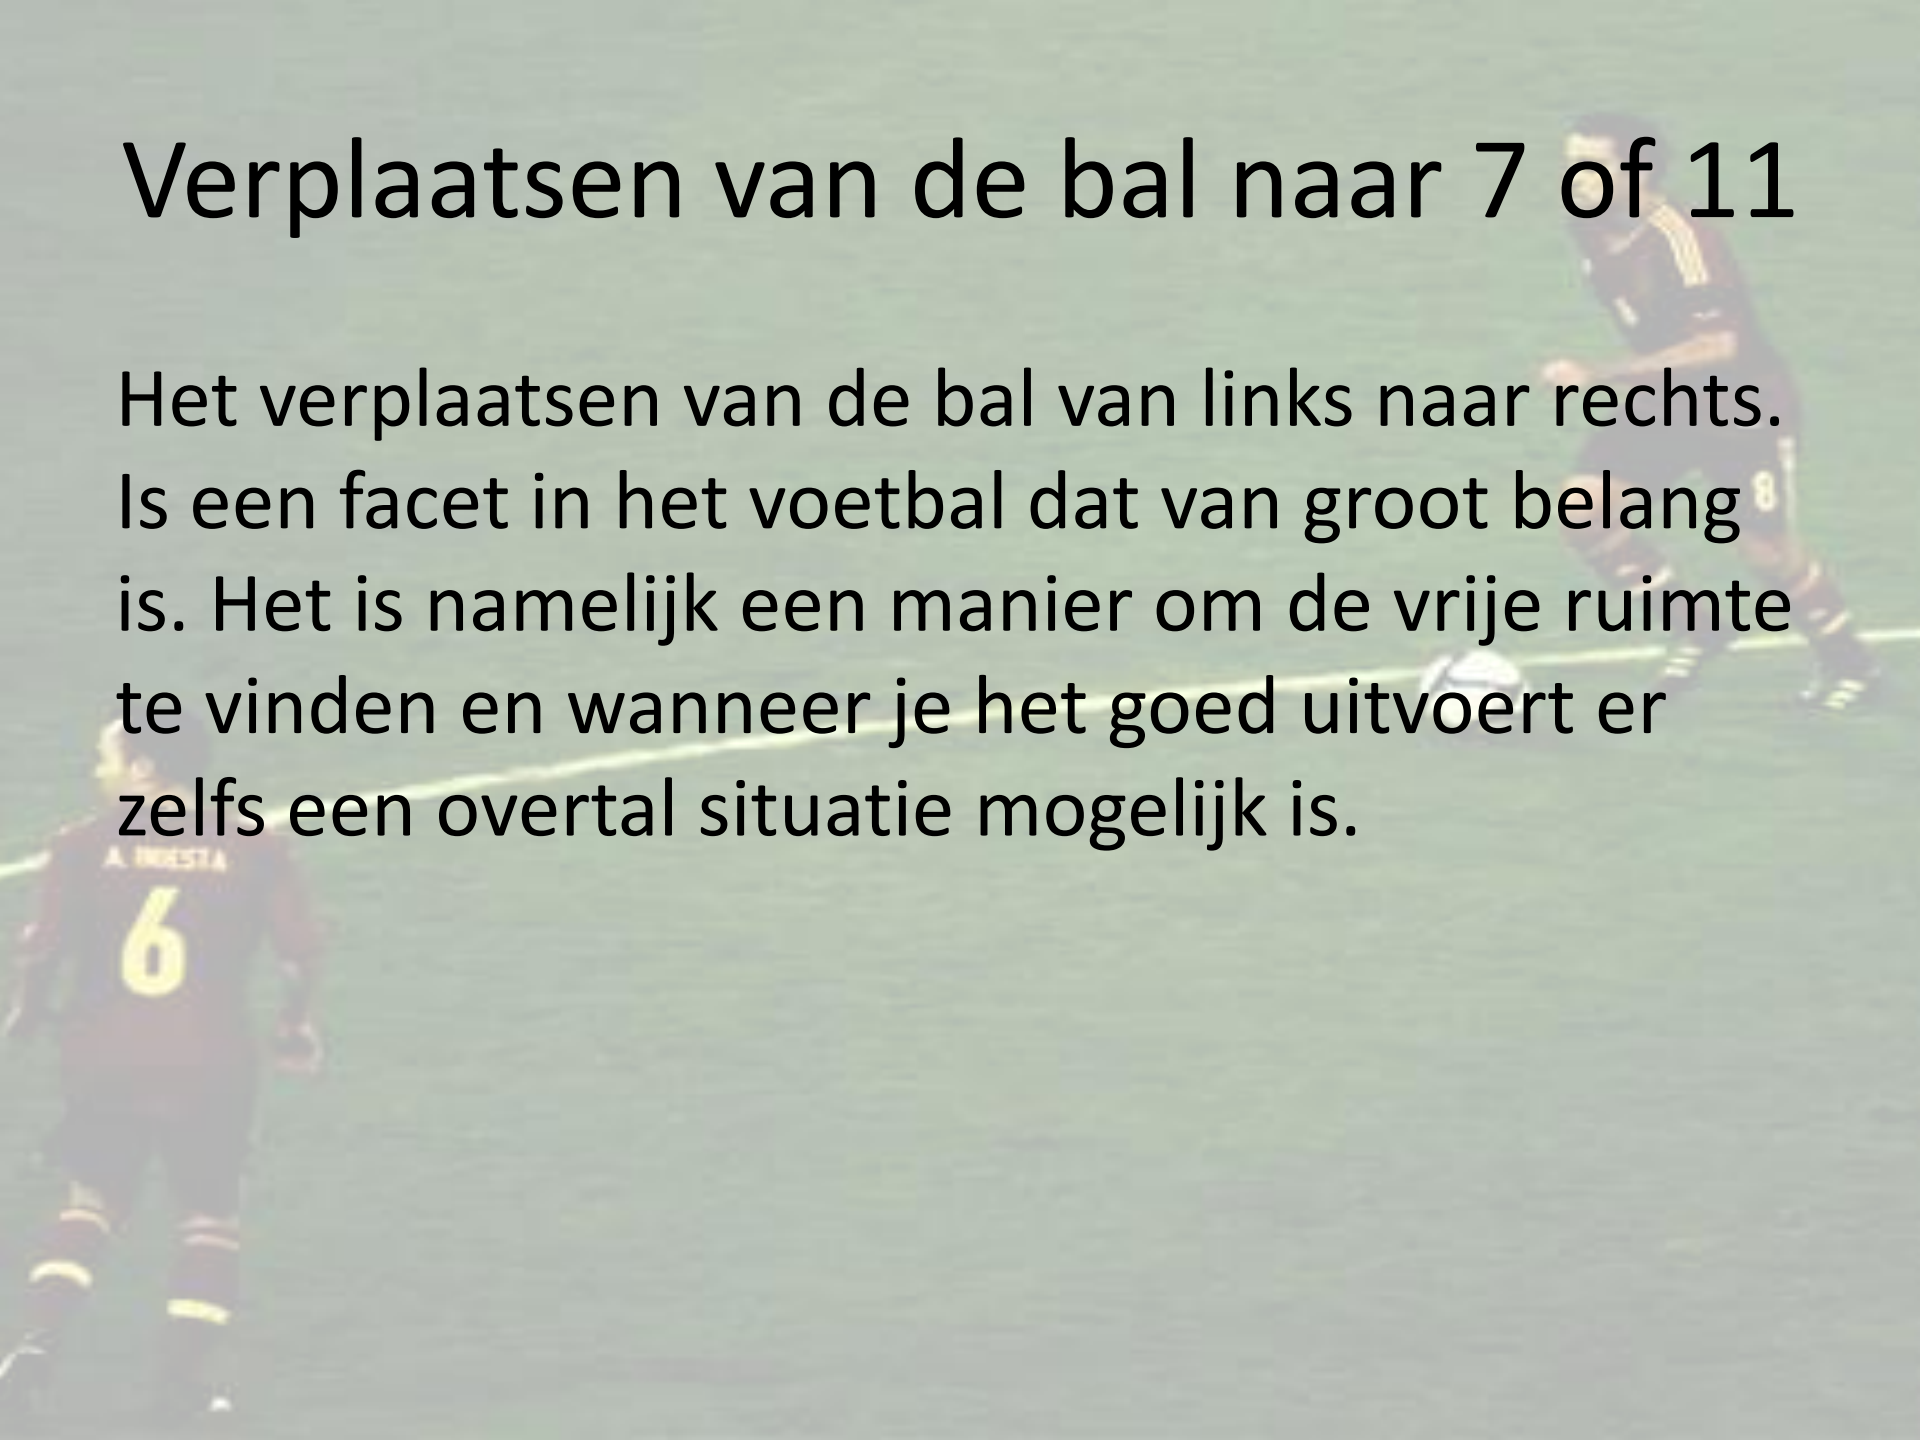 Verplaatsen van de bal naar 7 of 11
Het verplaatsen van de bal van links naar rechts.
Is een facet in het voetbal dat van groot belang
is. Het is namelijk een manier om de vrije ruimte
te vinden en wanneer je het goed uitvoert er
zelfs een overtal situatie mogelijk is.
8
A. INIESTA
6